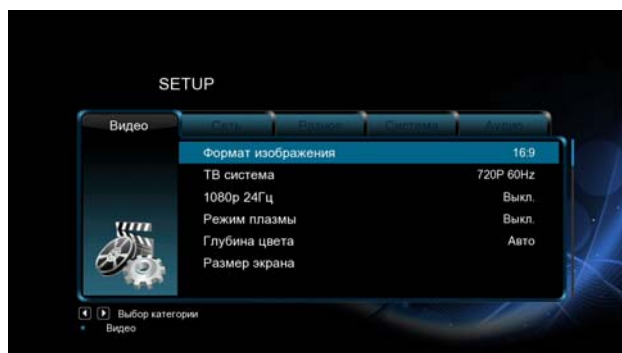 SETUP
Видео Сеть Разное Система Аудио
Формат изображения 16:9
ТВ система 720P 60Hz
1080p 24Гц Выкл.
Режим плазмы Выкл.
Глубина цвета Авто
Размер экрана
Выбор категории
Видео